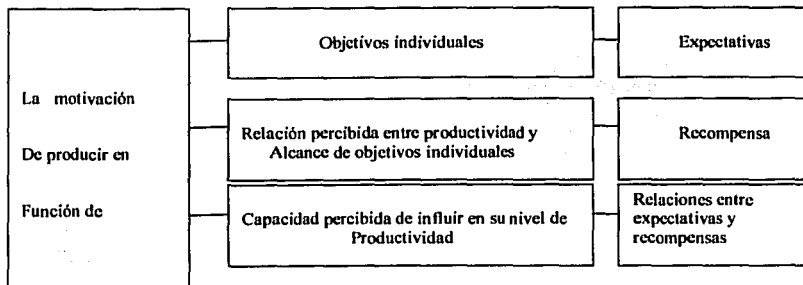 Objetivos individuales
Expectativas
La motivación
De producir en
Función de
Relación percibida entre productividad y
Alcance de objetivos individuales
Recompensa
Capacidad percibida de influír en su nivel de
Productividad
Relaciones entre
expectativas y
recompensas